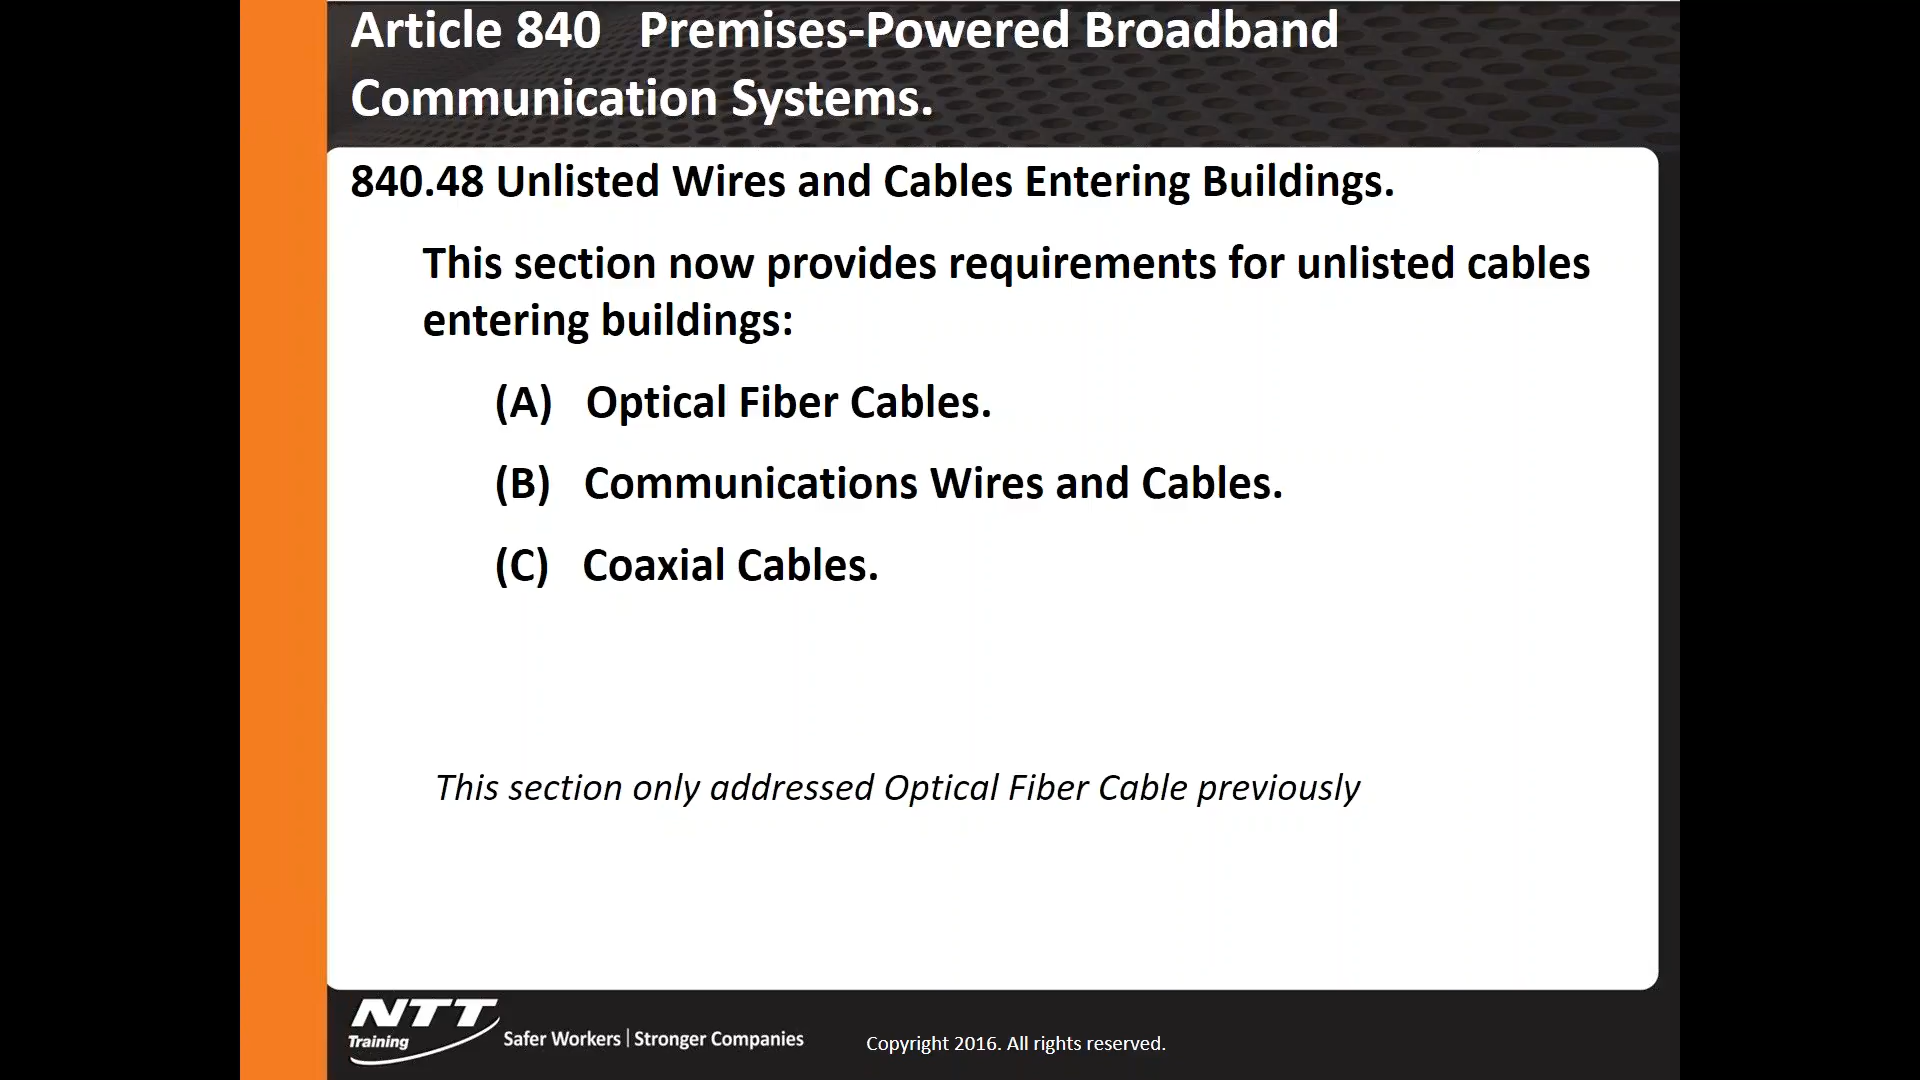 Article 840 Premises-Powered Broadband
Communication Systems.
840.48 Unlisted Wires and Cables Entering Buildings.
This section now provides requirements for unlisted cables
entering buildings:
(A) Optical Fiber Cables.
(B) Communications Wires and Cables.
(C) Coaxial Cables.
This section only addressed Optical Fiber Cable previously
NTT
Training
Safer Workers | Stronger Companies
Copyright 2016. All rights reserved.